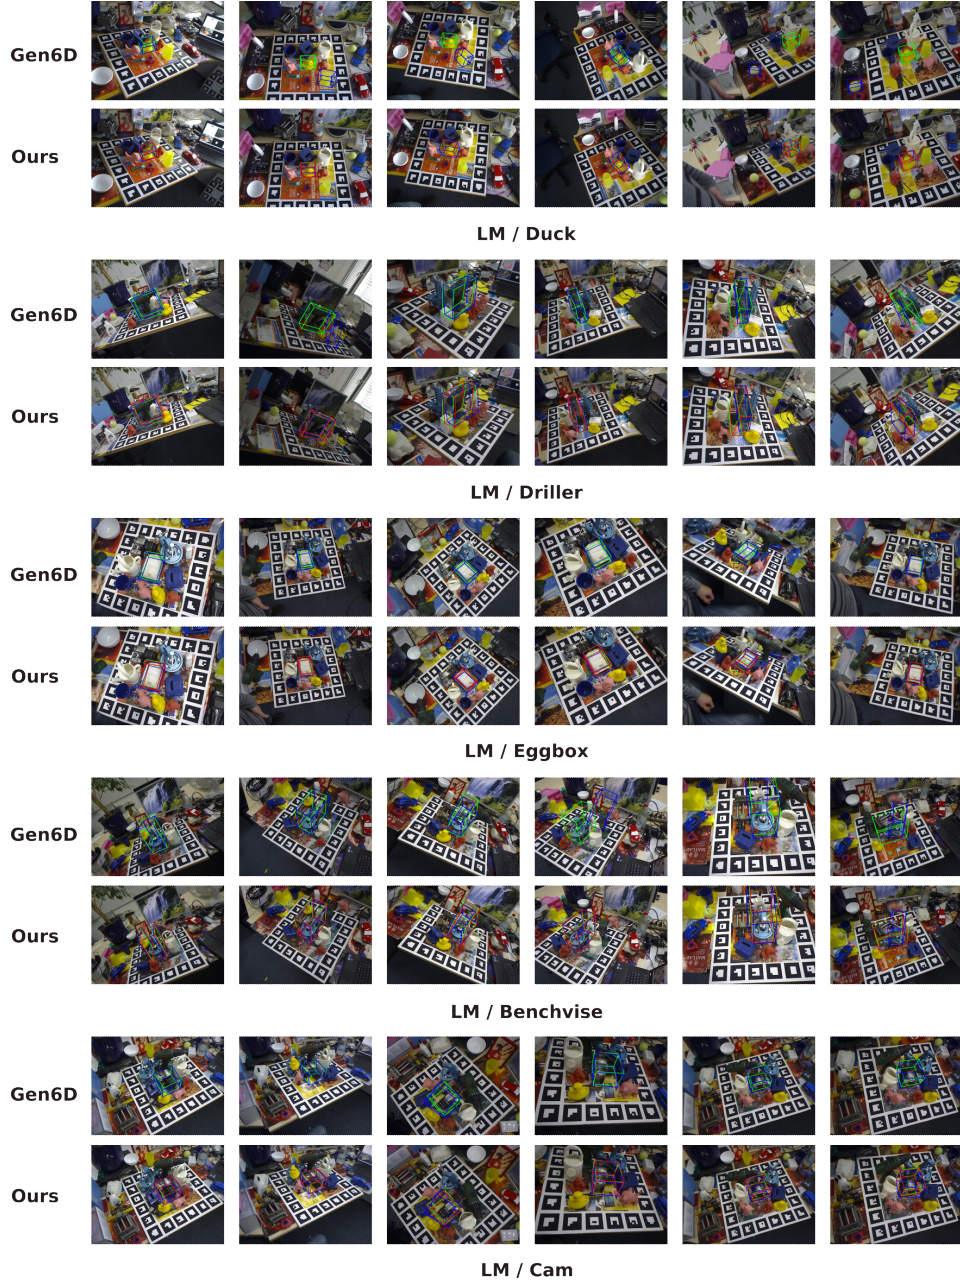 Gen6D
Ours
LM / Duck
Gen6D
Ours
LM / Driller
Gen6D
Ours
LM / Eggbox
Gen6D
Ours
LM / Benchvise
Gen6D
Ours
LM / Cam